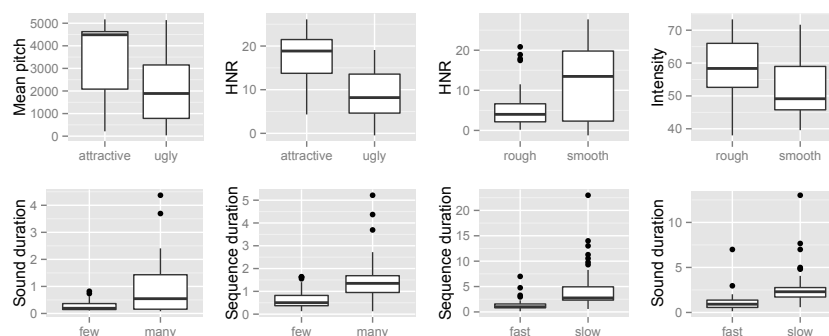 Mean pitch
5000
4000
3000
2000
1000
0
attractive ugly
HNR
20
10
0
attractive ugly
HNR
20
10
0
rough smooth
Intensity
70
60
50
40
rough smooth
Sound duration
4
3
2
1
0
few many
Sequence duration
5
4
3
2
1
0
few many
Sequence duration
20
15
10
5
0
fast slow
Sound duration
10
5
0
fast slow